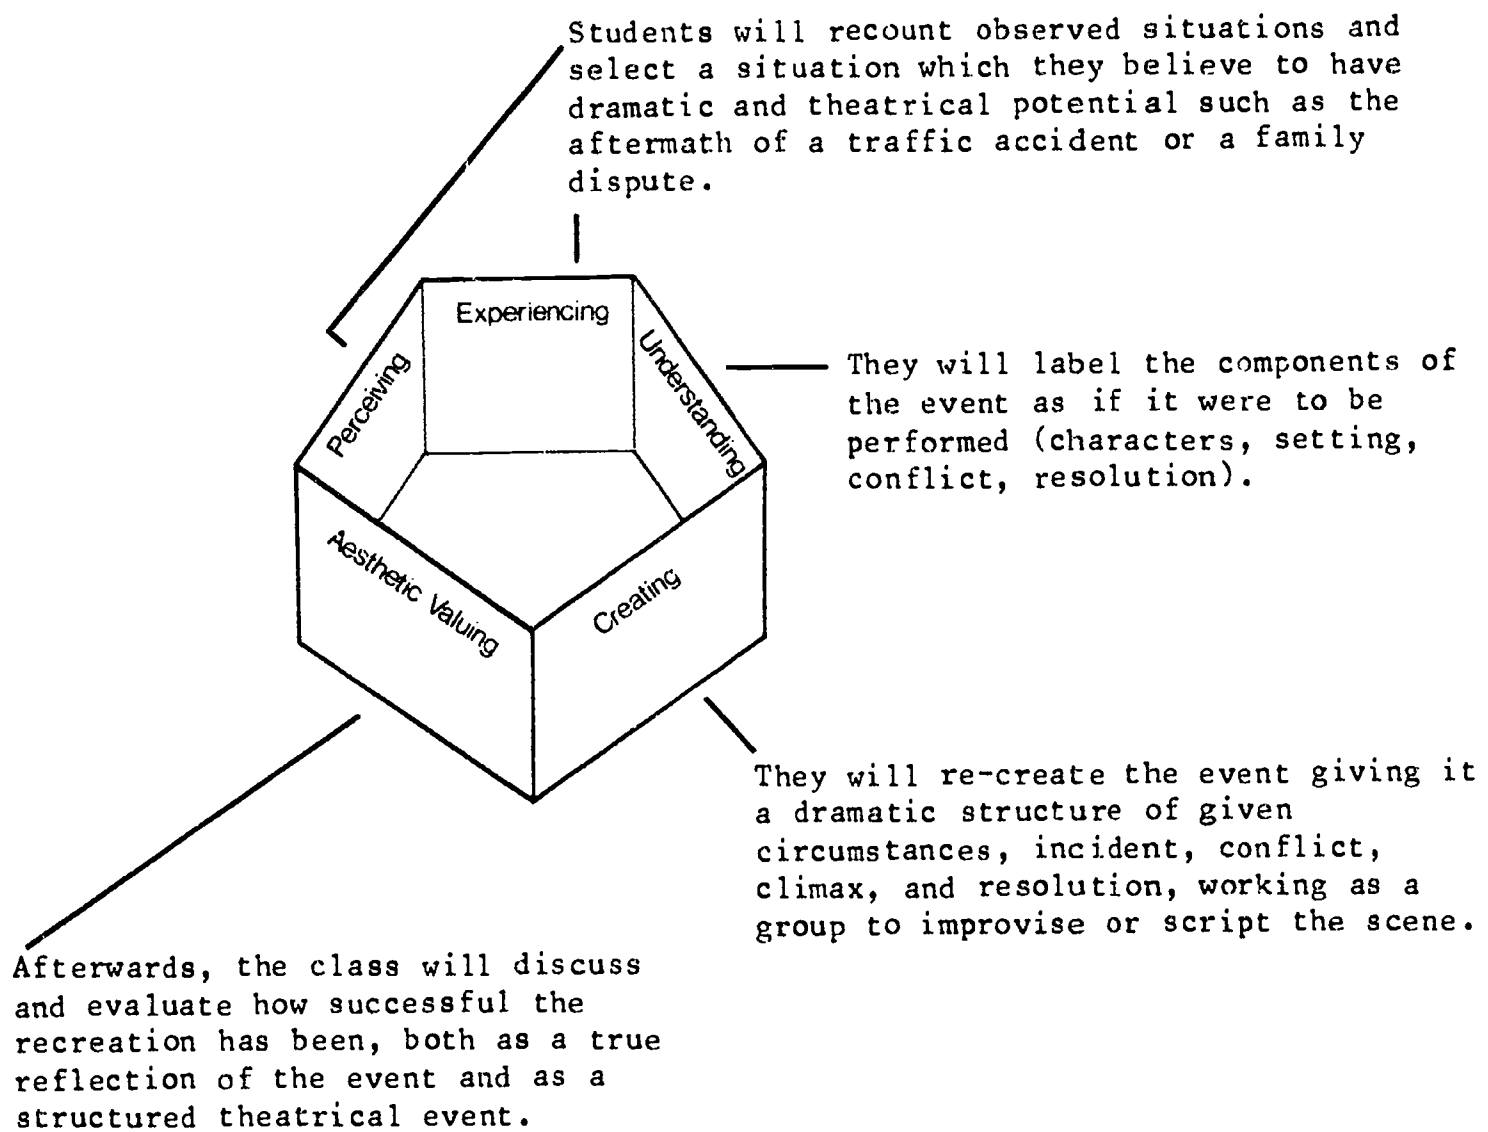 Students will recount observed situations and
select a situation which they believe to have
dramatic and theatrical potential such as the
aftermath of a traffic accident or a family
dispute.
Experiencing
Perceiving
Understanding
They will label the components of
the event as if it were to be
performed (characters, setting,
conflict, resolution).
Aesthetic Valuing
Creating
They will re-create the event giving it
a dramatic structure of given
circumstances, incident, conflict,
climax, and resolution, working as a
group to improvise or script the scene.
Afterwards, the class will discuss
and evaluate how successful the
recreation has been, both as a true
reflection of the event and as a
structured theatrical event.